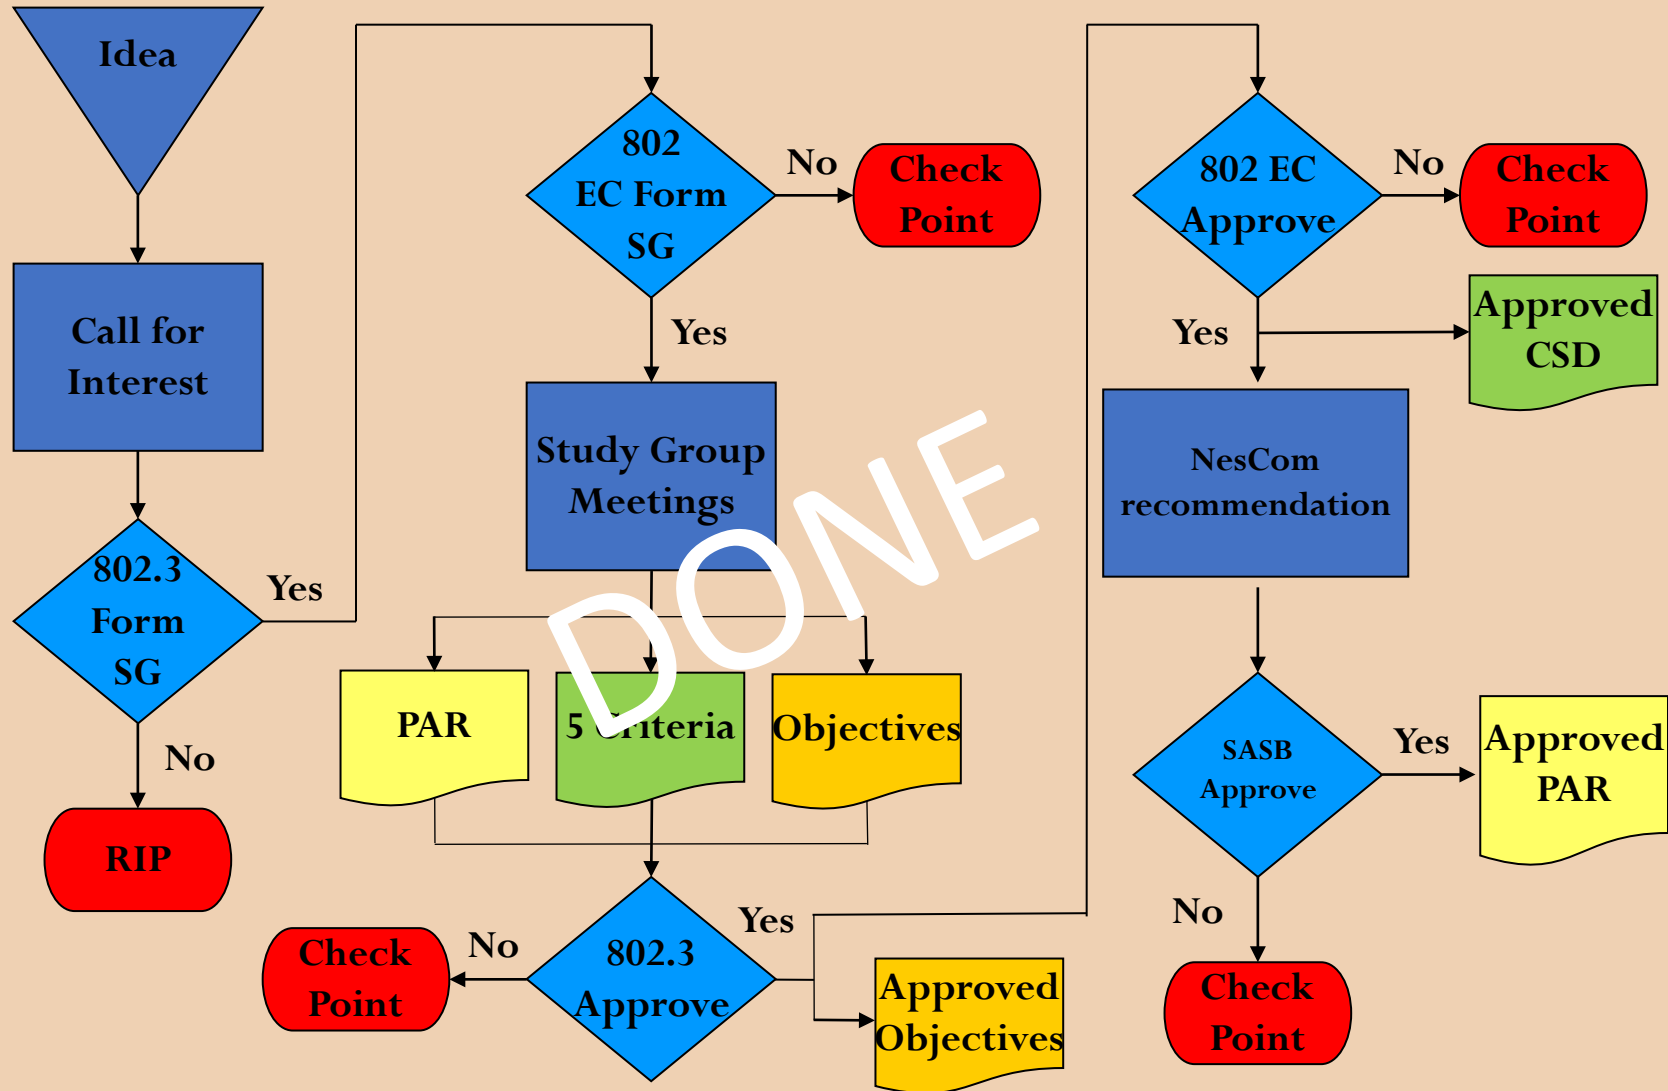 Idea
Call for
Interest
802.3
Form
SG
Yes
No
RIP
802
EC Form
SG
No
Check
Point
Yes
Study Group
Meetings
DONE
PAR
5 Criteria
Objectives
802.3
Approve
No
Check
Point
Yes
Approved
Objectives
802 EC
Approve
No
Check
Point
Yes
Approved
CSD
NesCom
recommendation
SASB
Approve
Yes
Approved
PAR
No
Check
Point